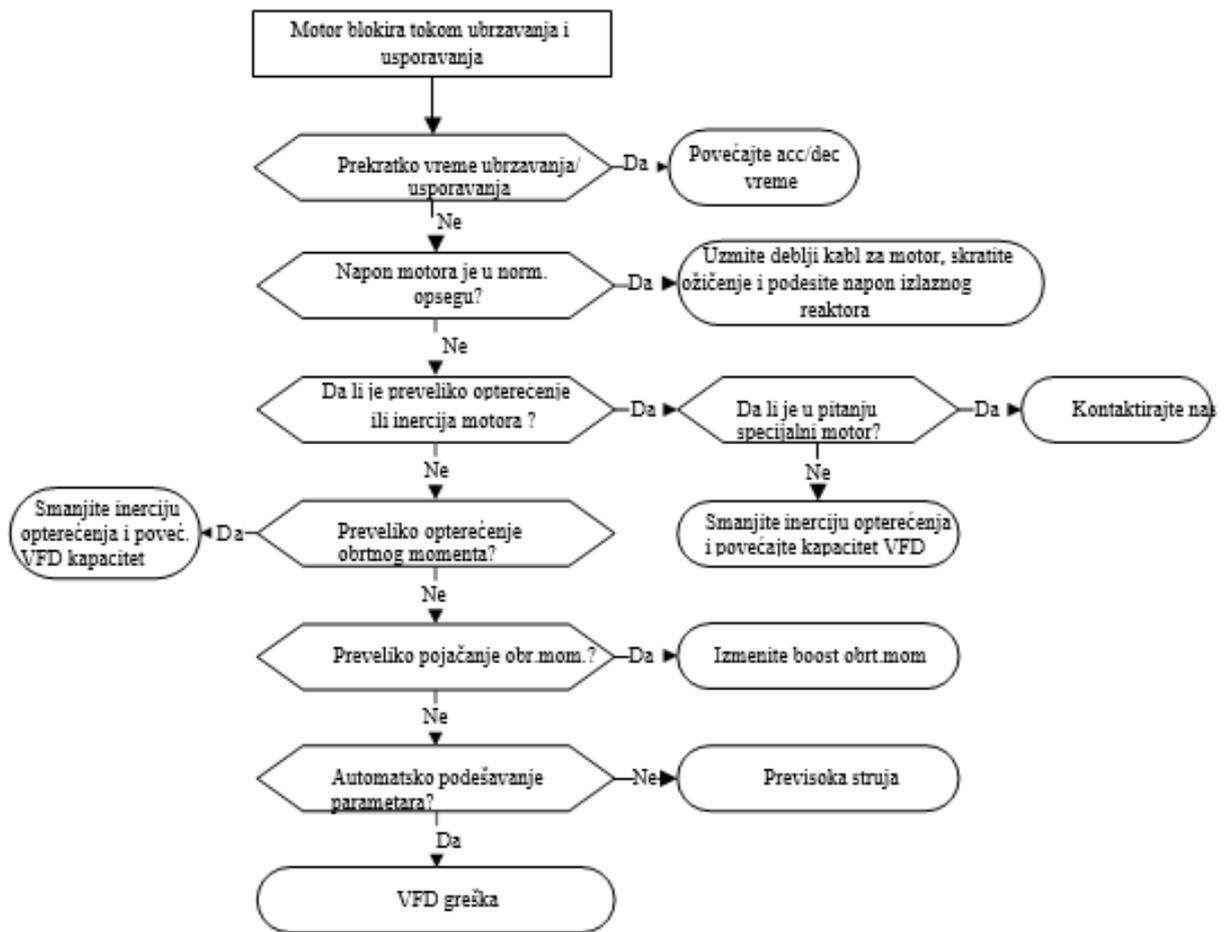 Motor blokira tokom ubrzavanja i
usporavanja
Prekratko vreme ubrzavanja/
usporavanja
Da
Povećajte acc/dec
vreme
Ne
Napon motora je u norm.
opsegu?
Da
Uzmite deblji kabl za motor, skratite
ožičenje i podesite napon izlaznog
reaktora
Ne
Da li je preveliko opterećenje
ili inercija motora ?
Da
Da li je u pitanju
specijalni motor?
Da
Kontaktirajte nas
Ne
Smanjite inerciju opterećenja
i povećajte kapacitet VFD
Ne
Preveliko opterećenje
obrtnog momenta?
Da
Smanjite inerciju
opterećenja i poveć.
VFD kapacitet
Ne
Preveliko pojačanje obr.mom.?
Da
Izmenite boost obrt.mom
Ne
Automatsko podešavanje
parametara?
Ne
Previsoka struja
Da
VFD greška